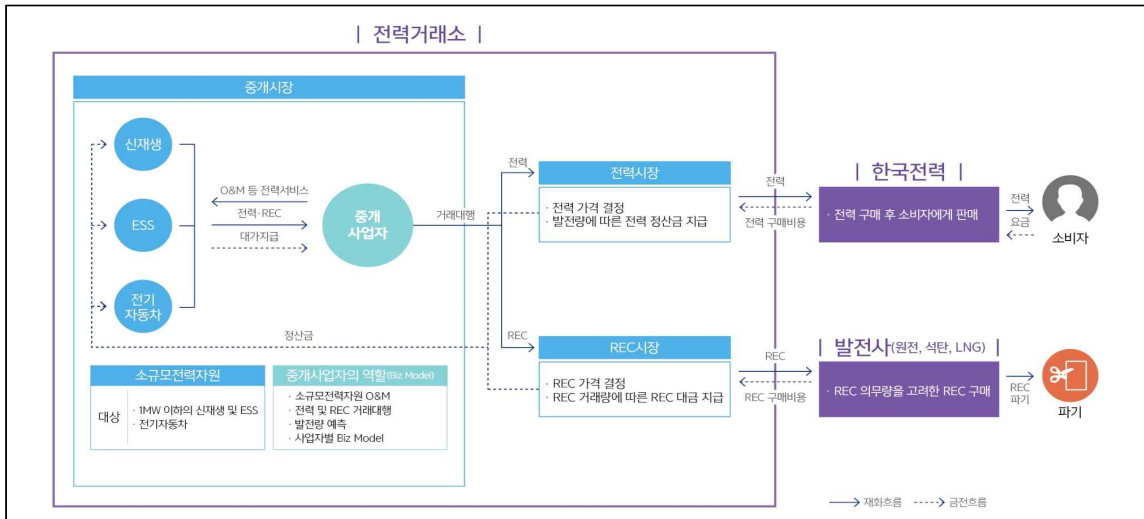 | 전력거래소 |
중개시장
신재생
ESS
전기
자동차
O&M 등 전력서비스
전력·REC
대가지급
중개
사업자
거래대행
정산금
소규모전력자원
대상
· 1MW 이하의 신재생 및 ESS
· 전기자동차
중개사업자의 역할(Biz Model)
· 소규모전력자원 O&M
· 전력 및 REC 거래대행
· 발전량 예측
· 사업자별 Biz Model
전력
전력시장
· 전력 가격 결정
· 발전량에 따른 전력 정산금 지급
전력
전력 구매비용
| 한국전력 |
· 전력 구매 후 소비자에게 판매
전력
요금
소비자
REC
REC시장
· REC 가격 결정
· REC 거래량에 따른 REC 대금 지급
REC
REC 구매비용
| 발전사(원전, 석탄, LNG) |
· REC 의무량을 고려한 REC 구매
REC
파기
파기
재화흐름
금전흐름